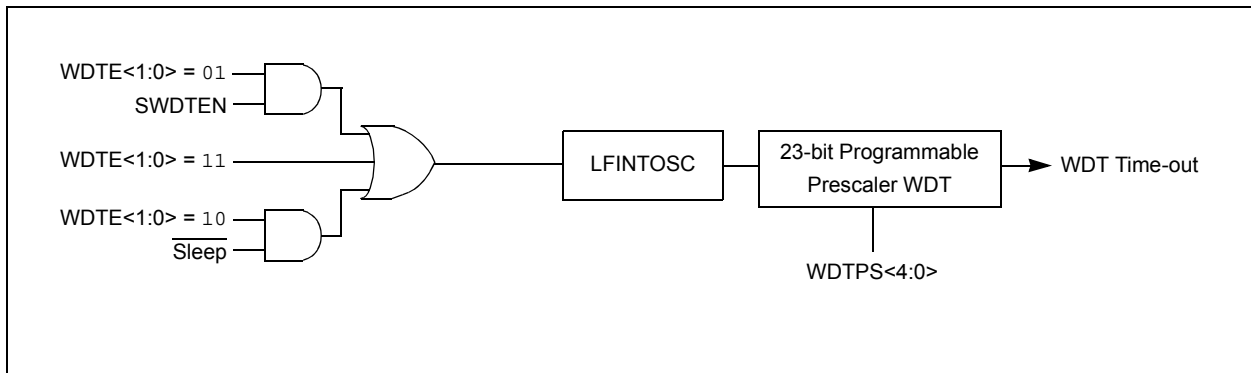 WDTE<1:0> = 01
SWDTEN
WDTE<1:0> = 11
WDTE<1:0> = 10
Sleep
LFINTOSC
23-bit Programmable
Prescaler WDT
WDT Time-out
WDTPS<4:0>